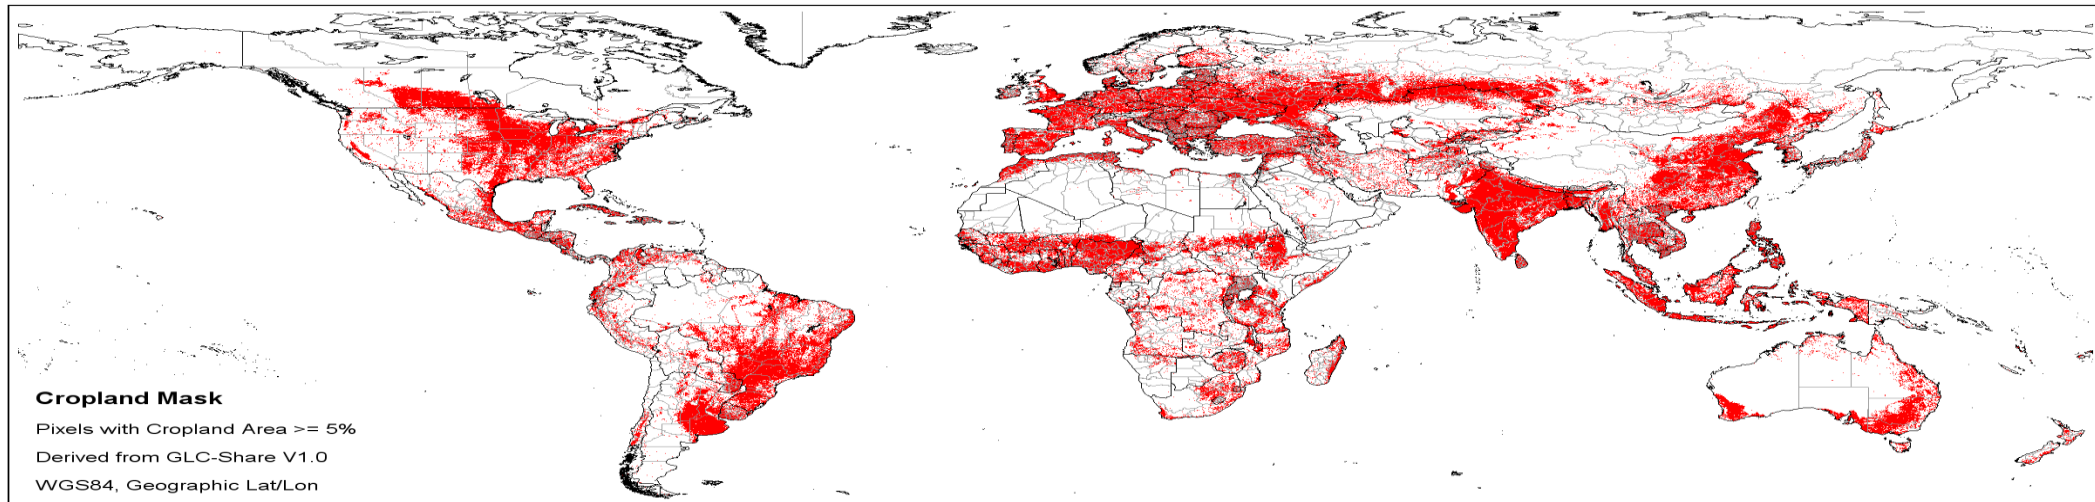 Cropland Mask
Pixels with Cropland Area >= 5%
Derived from GLC-Share V1.0
WGS84, Geographic Lat/Lon